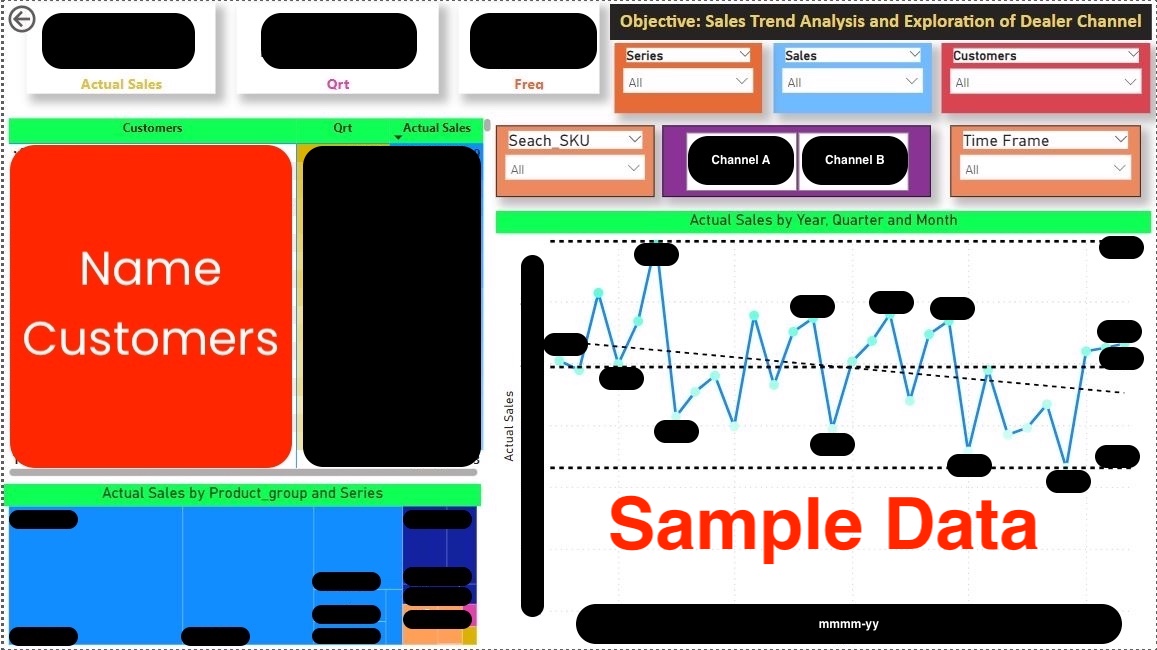 Objective: Sales Trend Analysis and Exploration of Dealer Channel
Actual Sales
Qrt
Freq
Series
All
Sales
All
Customers
All
Customers
Qrt
Actual Sales
Seach_SKU
All
Channel A
Channel B
Time Frame
All
Name
Customers
Actual Sales by Year, Quarter and Month
Actual Sales
Sample Data
mmmm-yy
Actual Sales by Product_group and Series